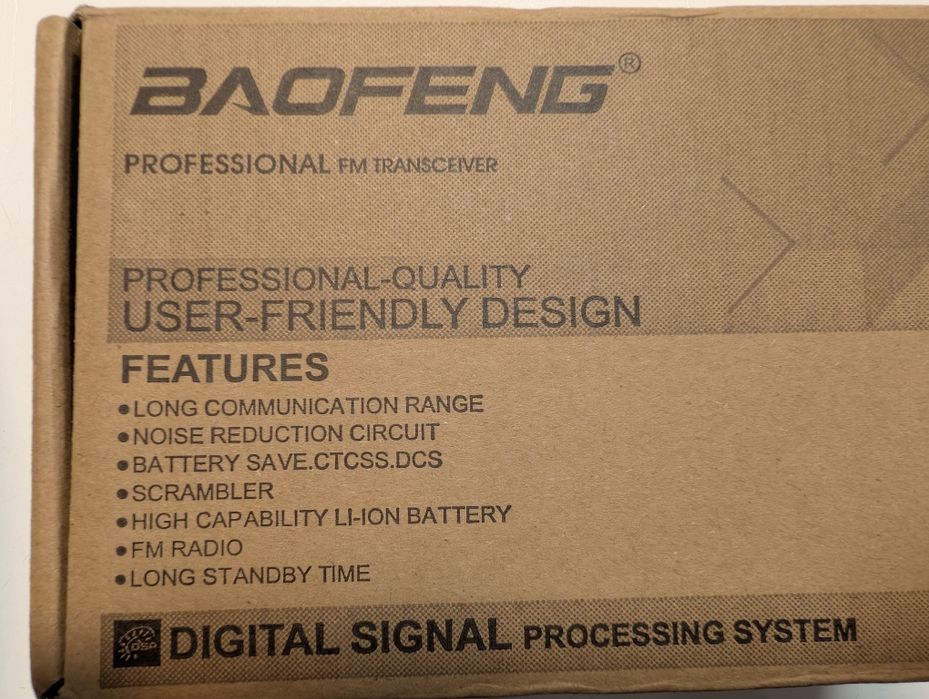 BAOFENG®
PROFESSIONAL FM TRANSCEIVER
PROFESSIONAL-QUALITY
USER-FRIENDLY DESIGN
FEATURES
•LONG COMMUNICATION RANGE
•NOISE REDUCTION CIRCUIT
•BATTERY SAVE.CTCSS.DCS
•SCRAMBLER
•HIGH CAPABILITY LI-ION BATTERY
•FM RADIO
•LONG STANDBY TIME
DSP DIGITAL SIGNAL PROCESSING SYSTEM